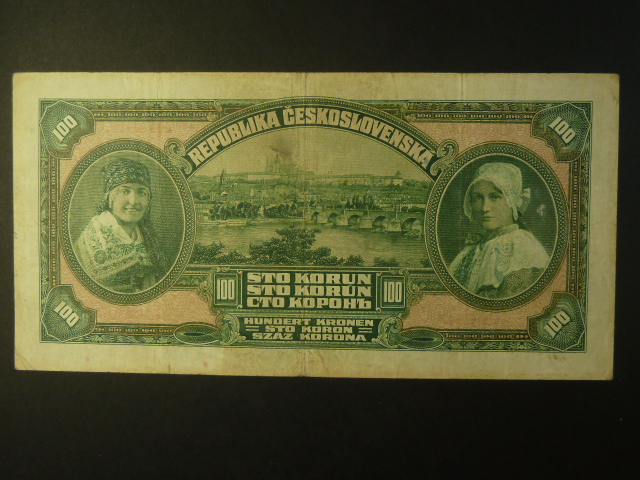 100
100
REPUBLIKA ČESKOSLOVENSKA
100
STO KORUN
100
STO KORUN
СТО КОРОНЪ
HUNDERT KRONEN
STO KORON
SZÁZ KORONA
100
100